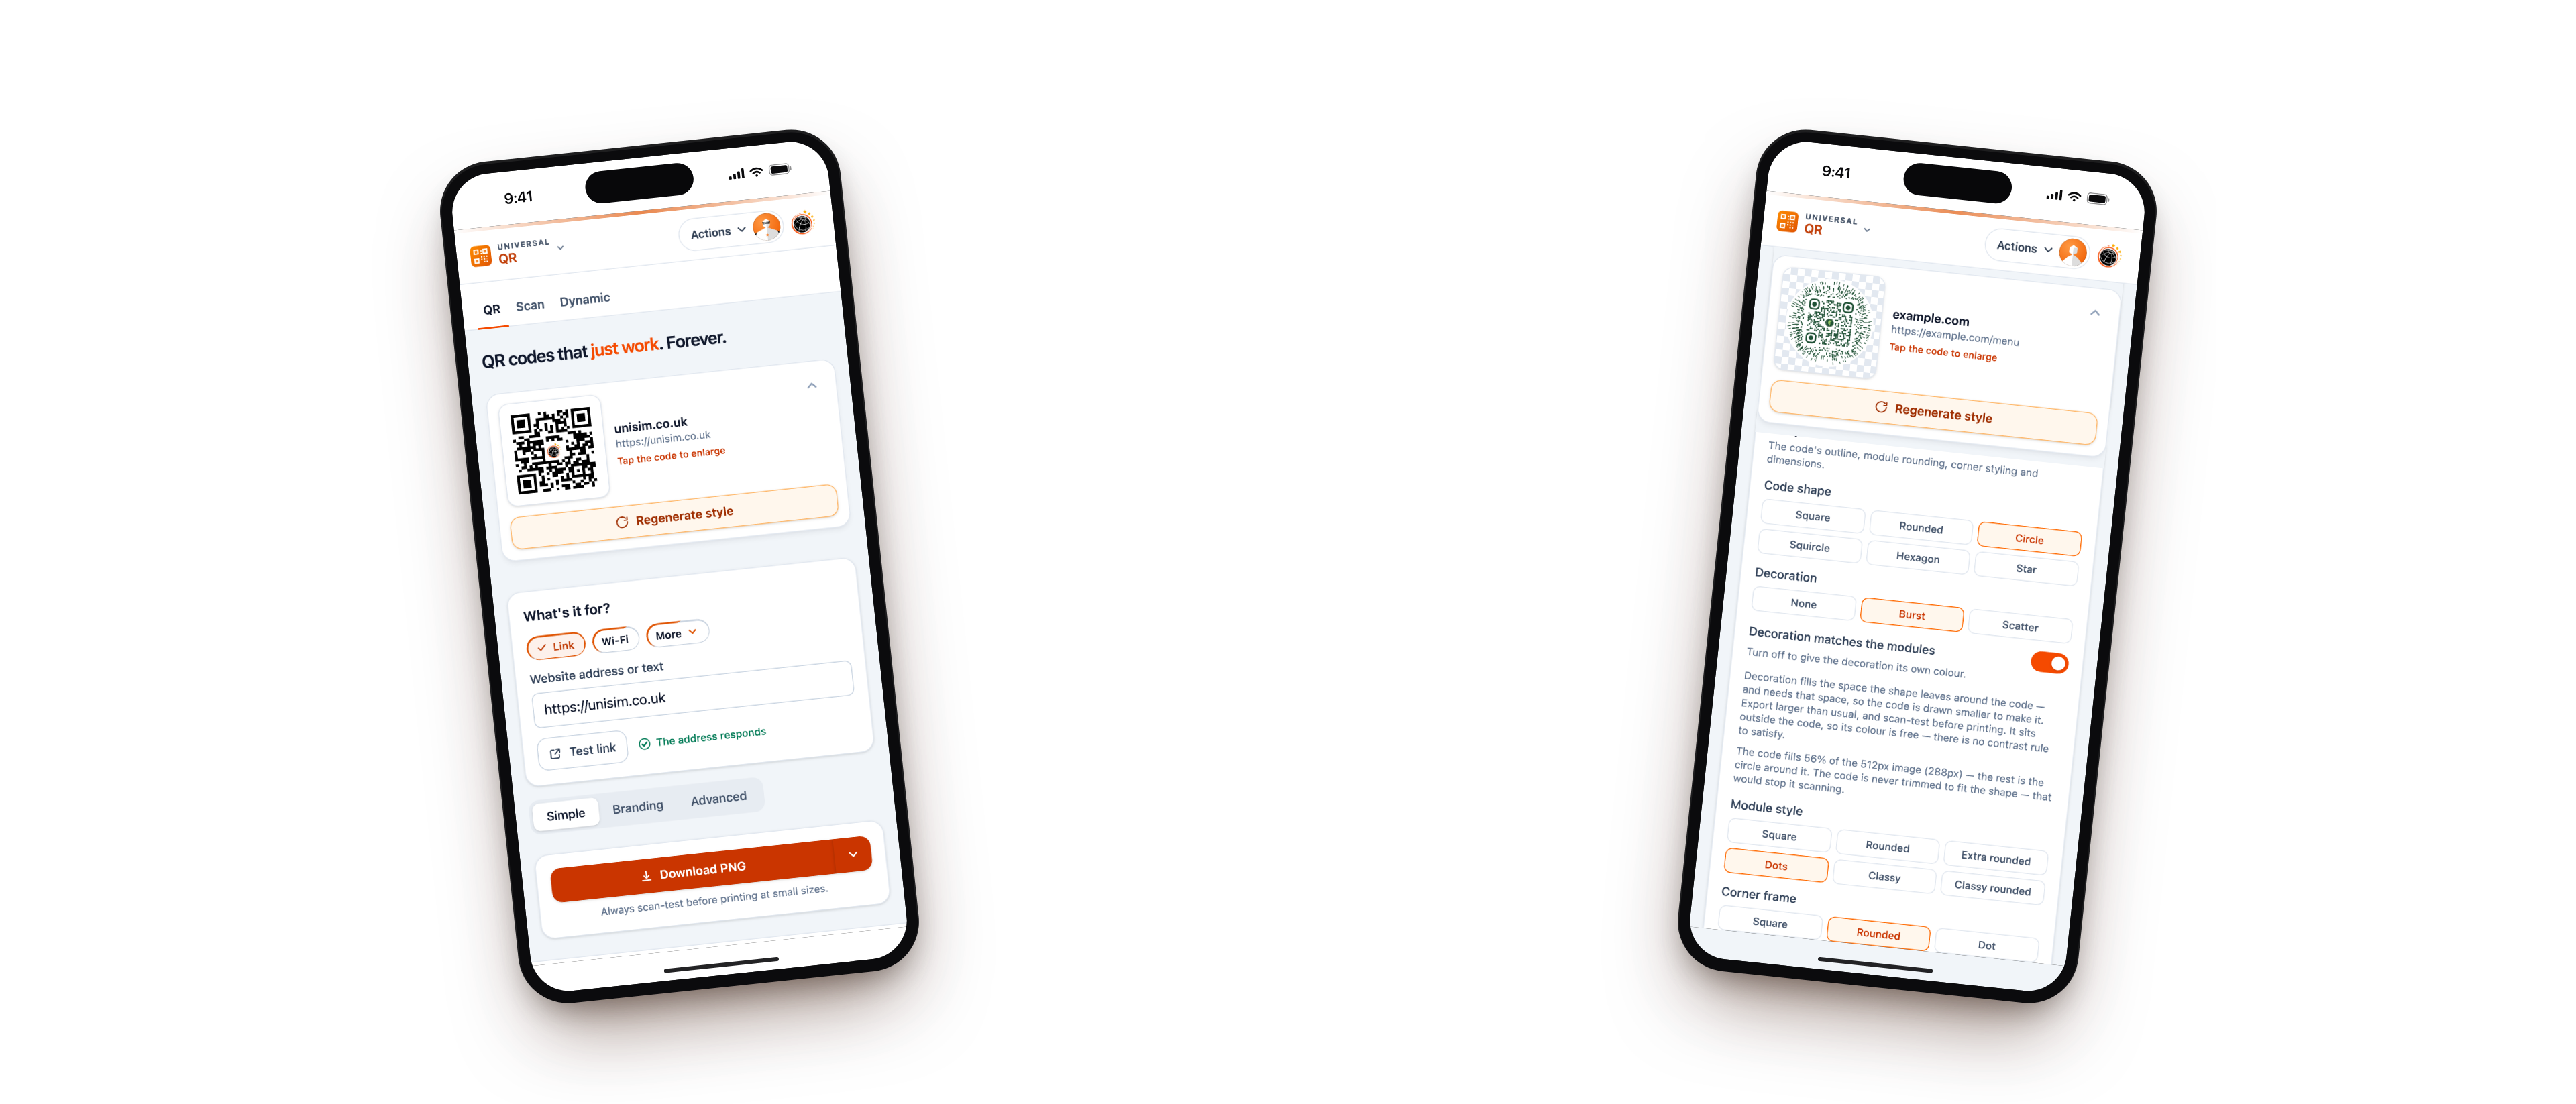 9:41
UNIVERSAL
QR
Actions
QR Scan Dynamic
QR codes that just work. Forever.
unisim.co.uk
https://unisim.co.uk
Tap the code to enlarge
Regenerate style
What's it for?
Link Wi-Fi More
Website address or text
https://unisim.co.uk
Test link The address responds
Simple Branding Advanced
Download PNG
Always scan-test before printing at small sizes.
9:41
UNIVERSAL
QR
Actions
example.com
https://example.com/menu
Tap the code to enlarge
Regenerate style
The code's outline, module rounding, corner styling and
dimensions.
Code shape
Square Rounded Circle
Squircle Hexagon Star
Decoration
None Burst Scatter
Decoration matches the modules
Turn off to give the decoration its own colour.
Decoration fills the space the shape leaves around the code —
and needs that space, so the code is drawn smaller to make it.
Export larger than usual, and scan-test before printing. It sits
outside the code, so its colour is free — there is no contrast rule
to satisfy.
The code fills 56% of the 512px image (288px) — the rest is the
circle around it. The code is never trimmed to fit the shape — that
would stop it scanning.
Module style
Square Rounded Extra rounded
Dots Classy Classy rounded
Corner frame
Square Rounded Dot